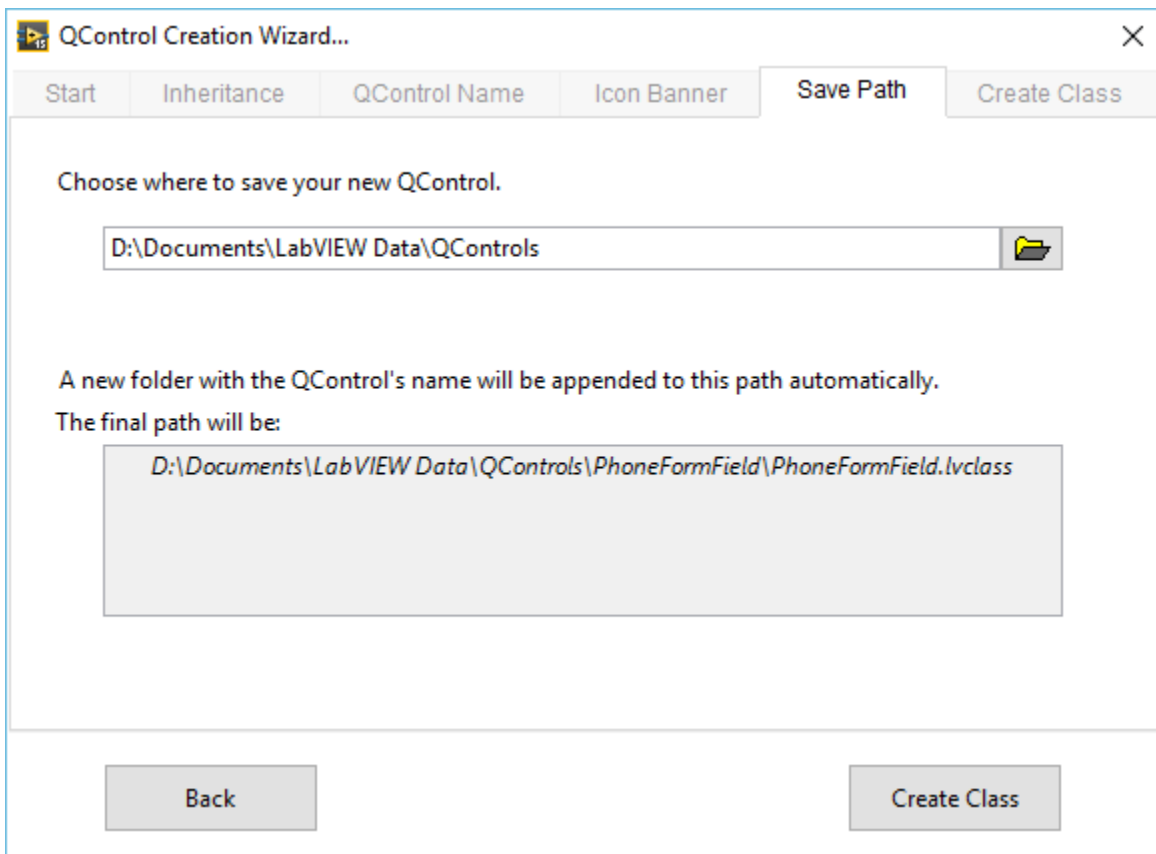 QControl Creation Wizard...
Start Inheritance QControl Name Icon Banner Save Path Create Class
Choose where to save your new QControl.
D:\Documents\LabVIEW Data\QControls
A new folder with the QControl's name will be appended to this path automatically.
The final path will be:
D:\Documents\LabVIEW Data\QControls\PhoneFormField\PhoneFormField.lvclass
Back Create Class